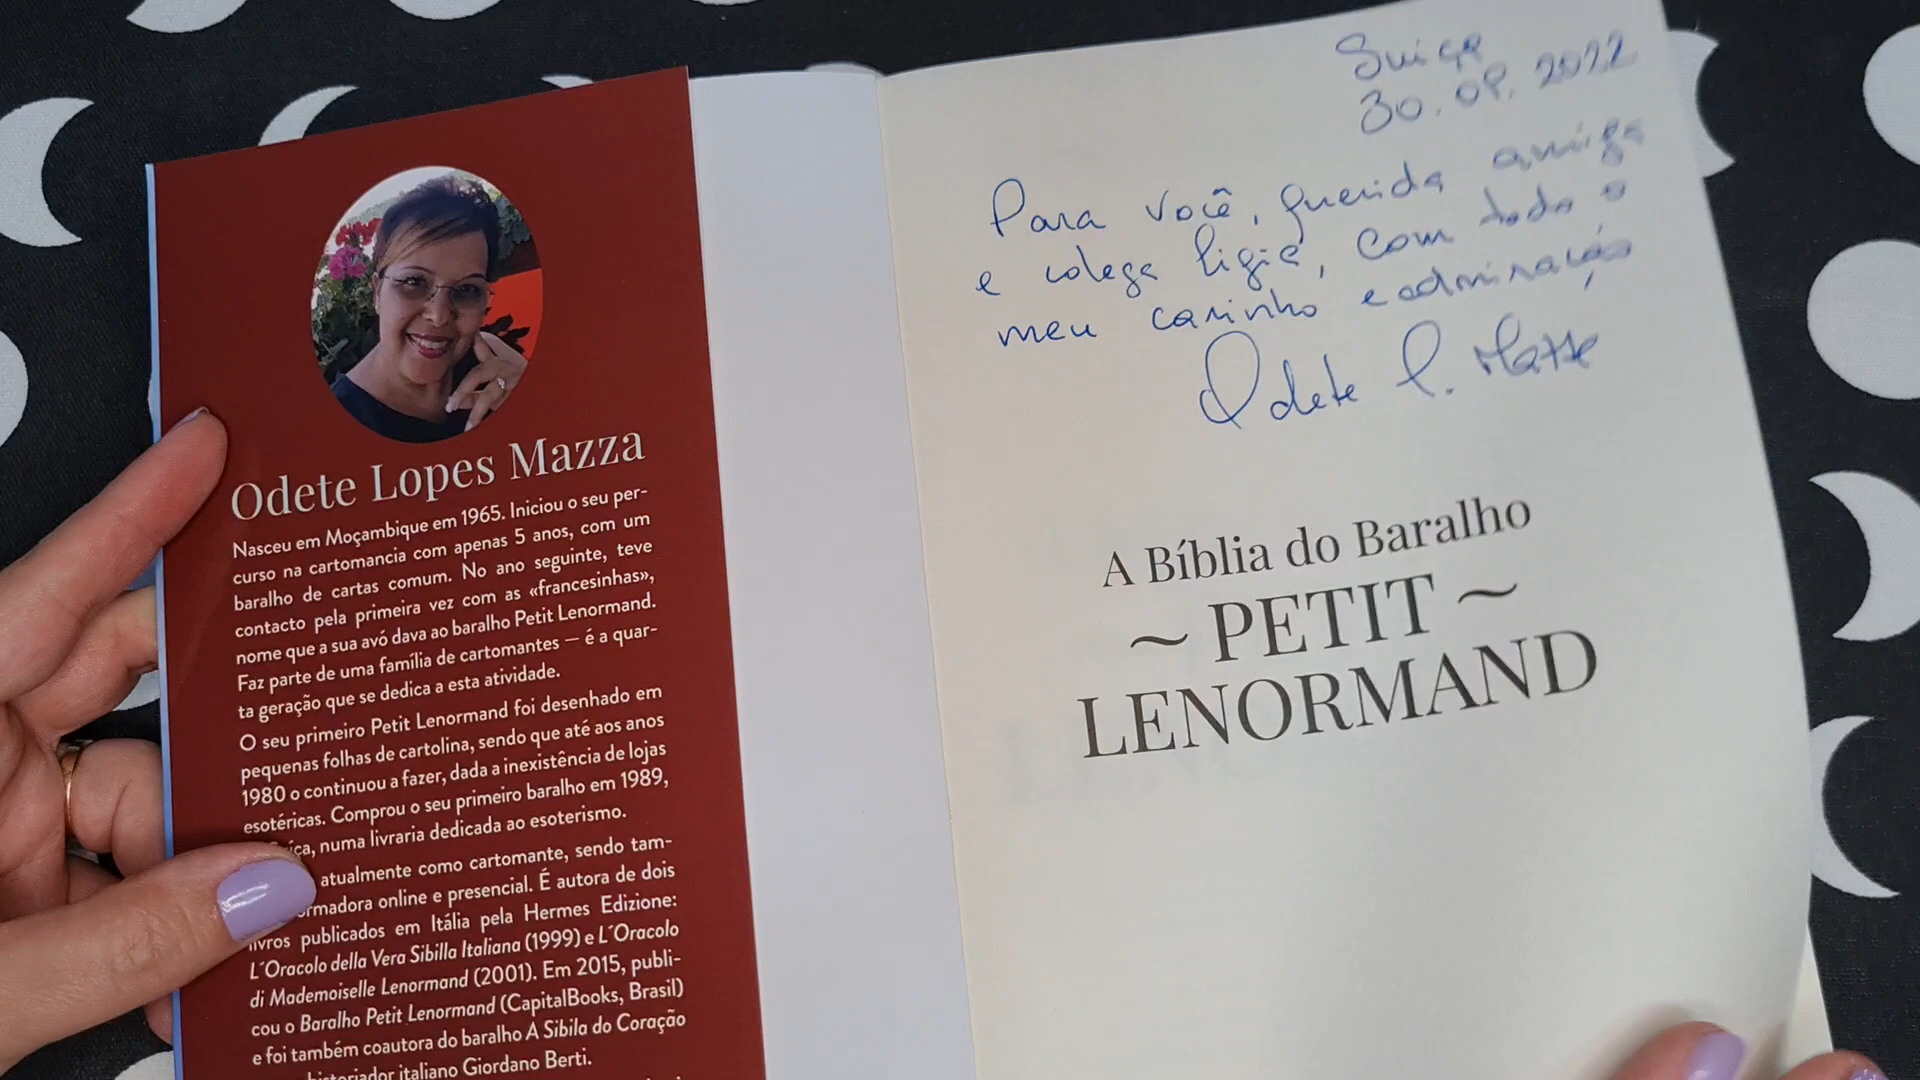 Odete Lopes Mazza
Nasceu em Moçambique em 1965. Iniciou o seu per-
curso na cartomancia com apenas 5 anos, com um
baralho de cartas comum. No ano seguinte, teve
contacto pela primeira vez com as «francesinhas»,
nome que a sua avó dava ao baralho Petit Lenormand.
Faz parte de uma família de cartomantes — é a quar-
ta geração que se dedica a esta atividade.
O seu primeiro Petit Lenormand foi desenhado em
pequenas folhas de cartolina, sendo que até aos anos
1980 o continuou a fazer, dada a inexistência de lojas
esotéricas. Comprou o seu primeiro baralho em 1989,
numa livraria dedicada ao esoterismo.
atualmente como cartomante, sendo tam-
ormadora online e presencial. É autora de dois
livros publicados em Itália pela Hermes Edizione:
L´Oracolo della Vera Sibilla Italiana (1999) e L´Oracolo
di Mademoiselle Lenormand (2001). Em 2015, publi-
cou o Baralho Petit Lenormand (CapitalBooks, Brasil)
e foi também coautora do baralho A Sibila do Coração
historiador italiano Giordano Berti.
Suiça
30.08.2022
Para você, querida amiga
e colega Ligia, com todo o
meu carinho e admiração,
Odete L. Mazza
A Bíblia do Baralho
~ PETIT ~
LENORMAND